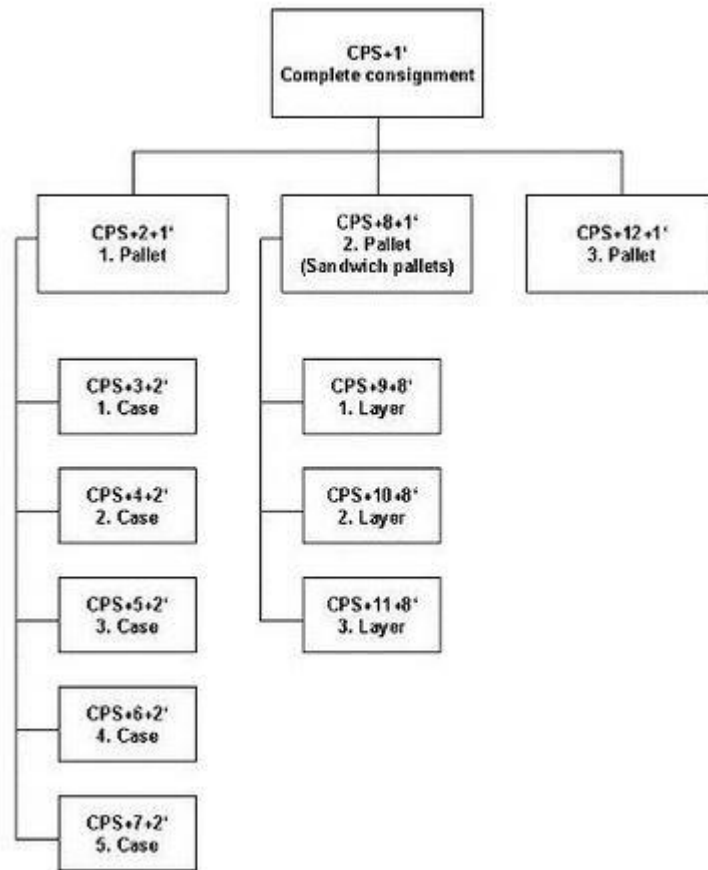 CPS+1'
Complete consignment
CPS+2+1'
1. Pallet
CPS+8+1'
2. Pallet
(Sandwich pallets)
CPS+12+1'
3. Pallet
CPS+3+2'
1. Case
CPS+9+8'
1. Layer
CPS+4+2'
2. Case
CPS+10+8'
2. Layer
CPS+5+2'
3. Case
CPS+11+8'
3. Layer
CPS+6+2'
4. Case
CPS+7+2'
5. Case